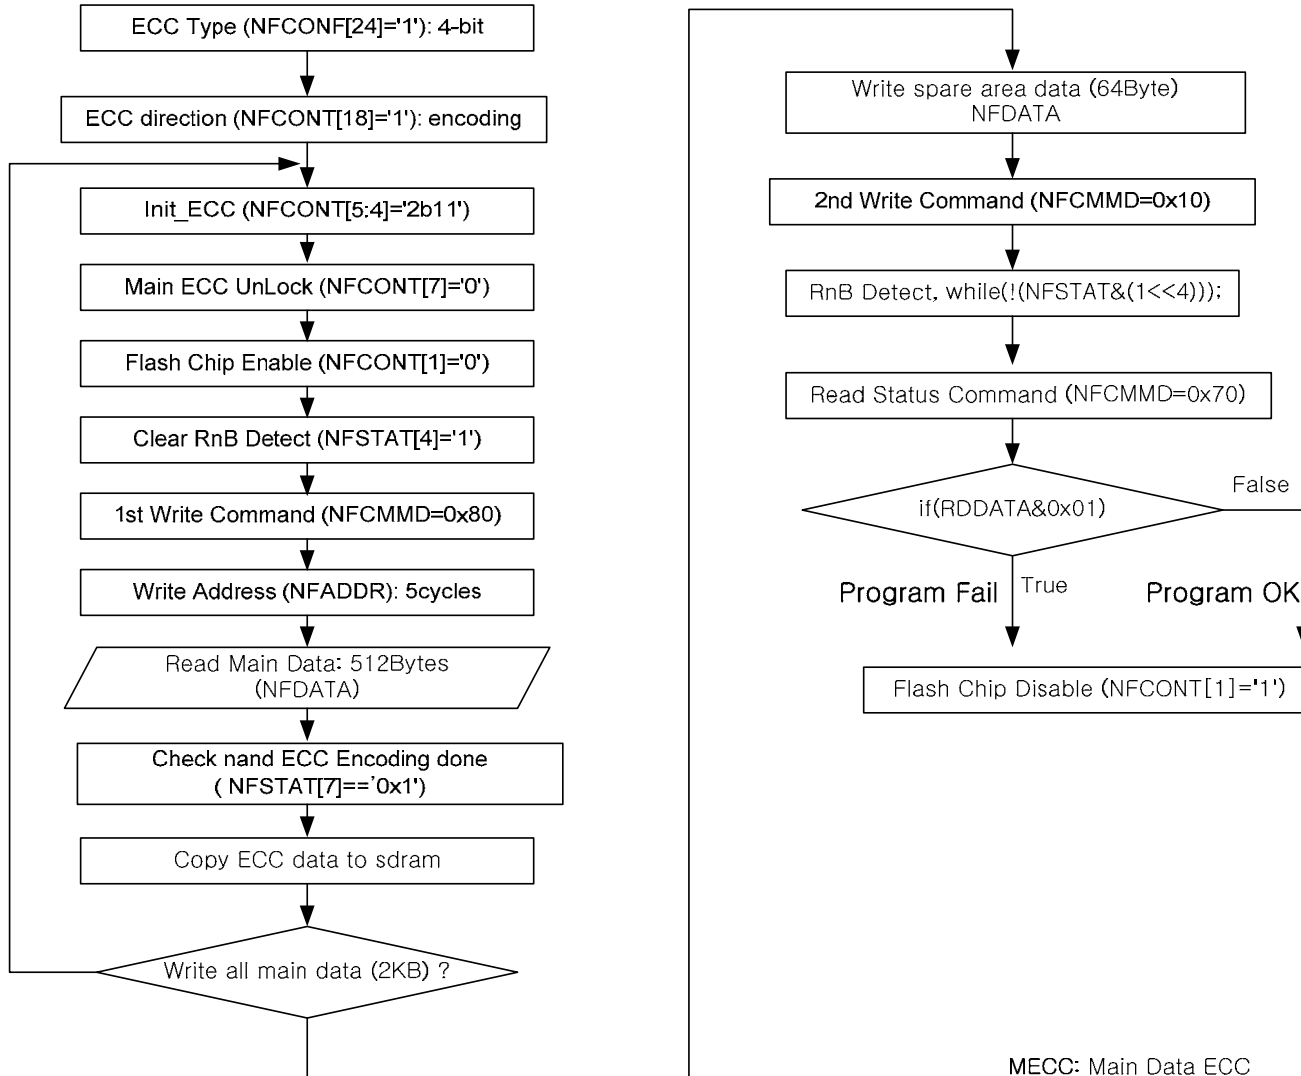 ECC Type (NFCONF[24]='1'): 4-bit
ECC direction (NFCONT[18]='1'): encoding
Init_ECC (NFCONT[5:4]='2b11')
Main ECC UnLock (NFCONT[7]='0')
Flash Chip Enable (NFCONT[1]='0')
Clear RnB Detect (NFSTAT[4]='1')
1st Write Command (NFCMMD=0x80)
Write Address (NFADDR): 5cycles
Read Main Data: 512Bytes
(NFDATA)
Check nand ECC Encoding done
( NFSTAT[7]=='0x1')
Copy ECC data to sdram
Write all main data (2KB) ?
Write spare area data (64Byte)
NFDATA
2nd Write Command (NFCMMD=0x10)
RnB Detect, while(!(NFSTAT&(1<<4)));
Read Status Command (NFCMMD=0x70)
if(RDDATA&0x01)
False
Program Fail
True
Program OK
Flash Chip Disable (NFCONT[1]='1')
MECC: Main Data ECC